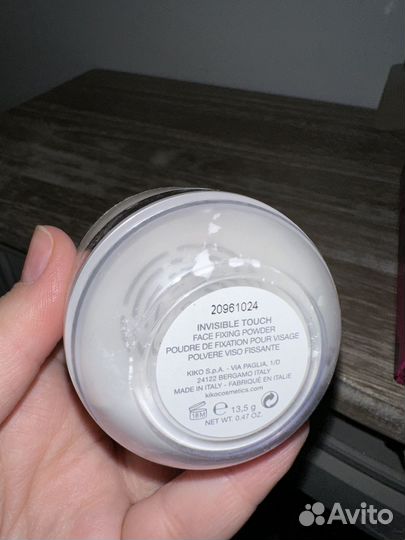 20961024
INVISIBLE TOUCH
FACE FIXING POWDER
POUDRE DE FIXATION POUR VISAGE
POLVERE VISO FISSANTE
KIKO S.p.A. - VIA PAGLIA, 1/D
24122 BERGAMO ITALY
MADE IN ITALY - FABRIQUÉ EN ITALIE
kikocosmetics.com
18M e 13,5 g
NET WT. 0.47 OZ.
Avito